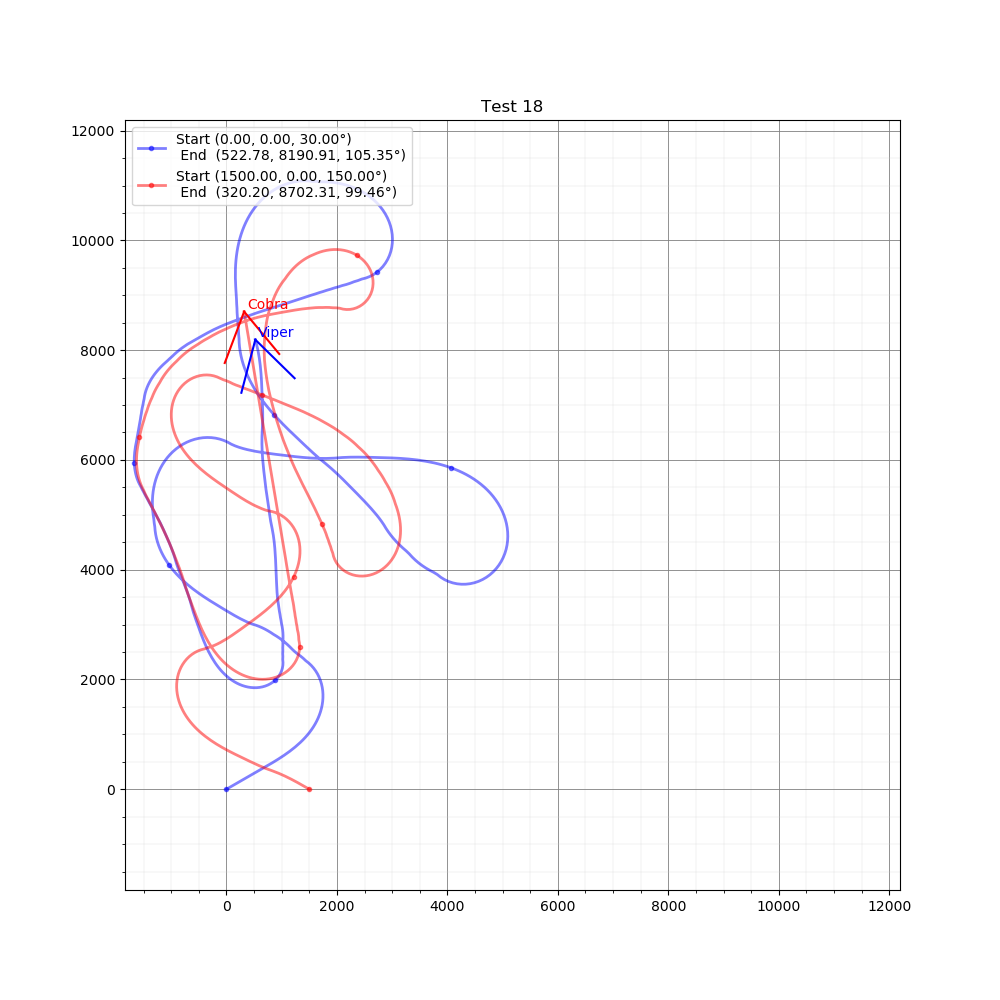 Test 18
Start (0.00, 0.00, 30.00°)
End (522.78, 8190.91, 105.35°)
Start (1500.00, 0.00, 150.00°)
End (320.20, 8702.31, 99.46°)
12000
10000
8000
6000
4000
2000
0
Cobra
Viper
0 2000 4000 6000 8000 10000 12000